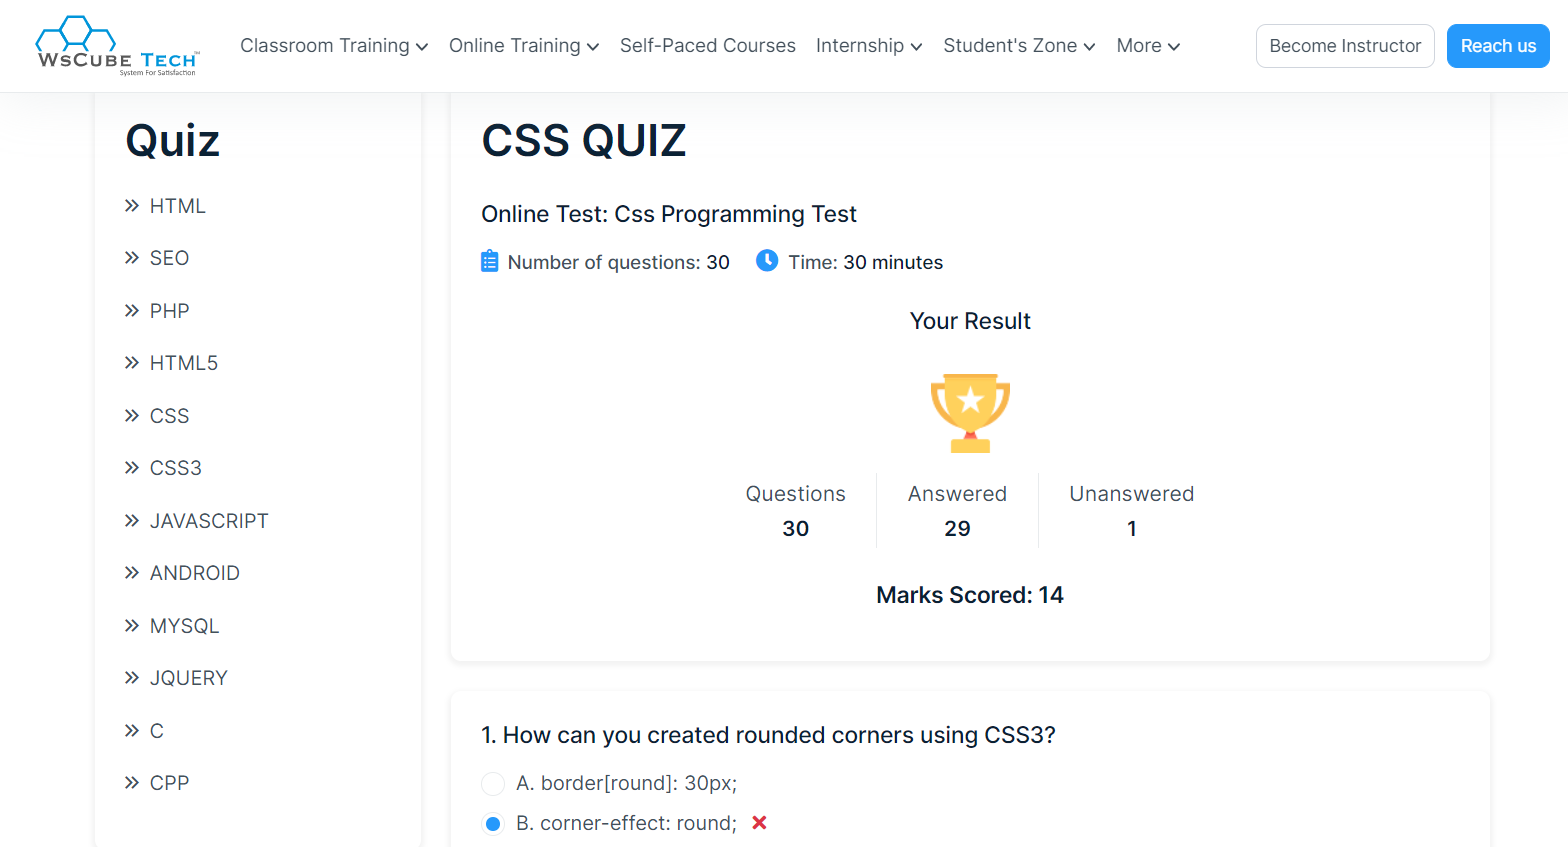 WsCube Tech
System For Satisfaction
Classroom Training Online Training Self-Paced Courses Internship Student's Zone More Become Instructor Reach us
Quiz
HTML
SEO
PHP
HTML5
CSS
CSS3
JAVASCRIPT
ANDROID
MYSQL
JQUERY
C
CPP
CSS QUIZ
Online Test: Css Programming Test
Number of questions: 30 Time: 30 minutes
Your Result
Questions Answered Unanswered
30 29 1
Marks Scored: 14
1. How can you created rounded corners using CSS3?
A. border[round]: 30px;
B. corner-effect: round;